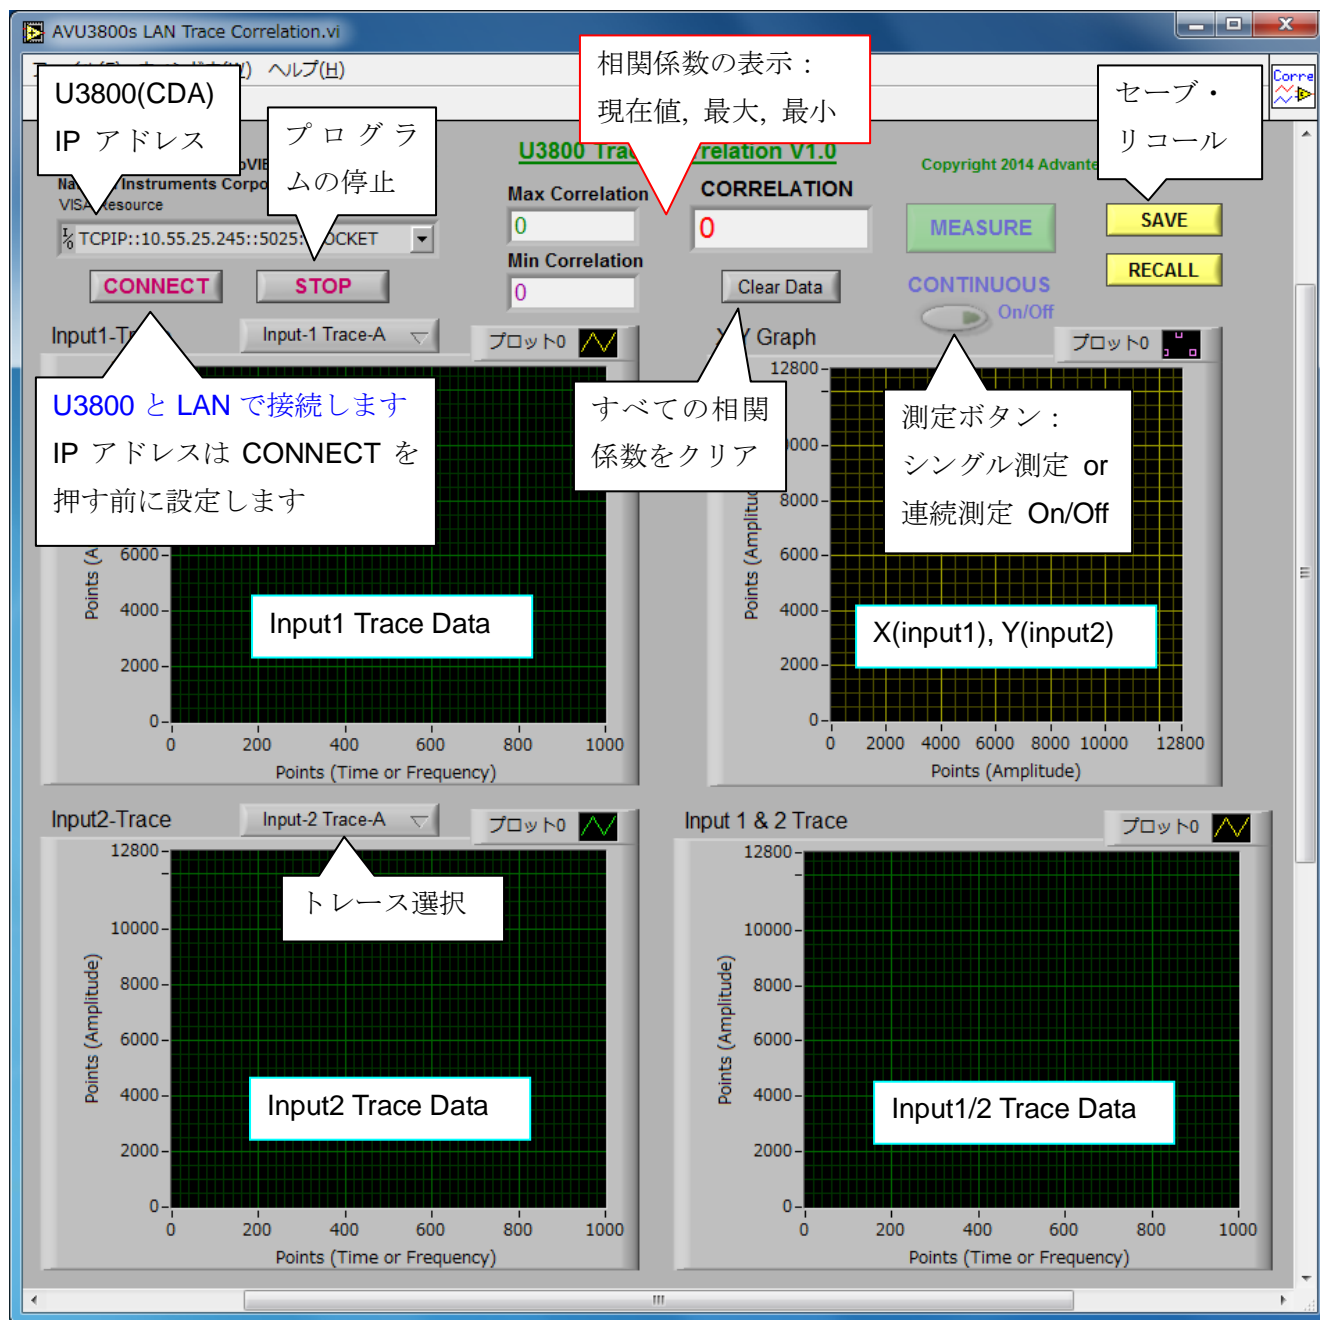 AVU3800s LAN Trace Correlation.vi
ヘルプ(H)
Corre
U3800(CDA)
IP アドレス
プログラ
ムの停止
相関係数の表示：
現在値, 最大, 最小
セーブ・
リコール
Copyright 2014
VISA
TCPIP::10.55.25.245::5025::
CONNECT
STOP
Max Correlation
0
Min Correlation
0
CORRELATION
0
Clear Data
MEASURE
CONTINUOUS
On/Off
SAVE
RECALL
Input-1 Trace-A
プロット0
Graph
プロット0
U3800 と LAN で接続します
IP アドレスは CONNECT を
押す前に設定します
すべての相関
係数をクリア
測定ボタン：
シングル測定 or
連続測定 On/Off
6000
4000
2000
0
0 200 400 600 800 1000
Points (Time or Frequency)
Input1 Trace Data
12800
8000
6000
4000
2000
0
0 2000 4000 6000 8000 10000 12800
Points (Amplitude)
X(input1), Y(input2)
Input2-Trace
Input-2 Trace-A
プロット0
トレース選択
12800
10000
8000
6000
4000
2000
0
Points (Amplitude)
0 200 400 600 800 1000
Points (Time or Frequency)
Input2 Trace Data
Input 1 & 2 Trace
プロット0
12800
10000
8000
6000
4000
2000
0
Points (Amplitude)
0 200 400 600 800 1000
Points (Time or Frequency)
Input1/2 Trace Data